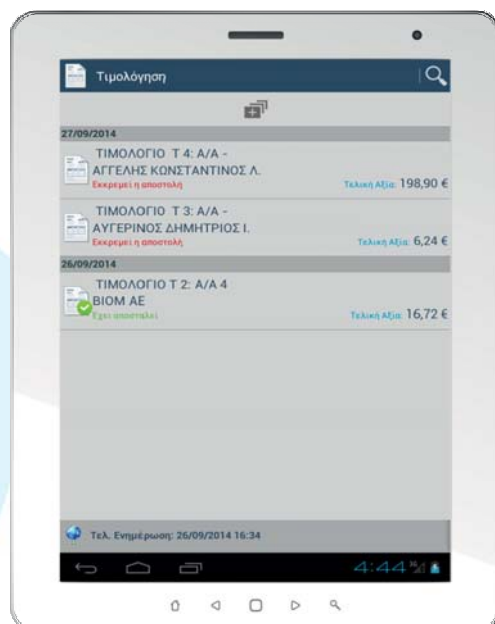 Τιμολόγηση
27/09/2014
ΤΙΜΟΛΟΓΙΟ Τ 4: Α/Α -
ΑΓΓΕΛΗΣ ΚΩΝΣΤΑΝΤΙΝΟΣ Λ.
Εκκρεμεί η αποστολή
Τελική Αξία: 198,90 €
ΤΙΜΟΛΟΓΙΟ Τ 3: Α/Α -
ΑΥΓΕΡΙΝΟΣ ΔΗΜΗΤΡΙΟΣ Ι.
Εκκρεμεί η αποστολή
Τελική Αξία: 6,24 €
26/09/2014
ΤΙΜΟΛΟΓΙΟ Τ 2: Α/Α 4
ΒΙΟΜ ΑΕ
Έχει αποσταλεί
Τελική Αξία: 16,72 €
Τελ. Ενημέρωση: 26/09/2014 16:34
4:44